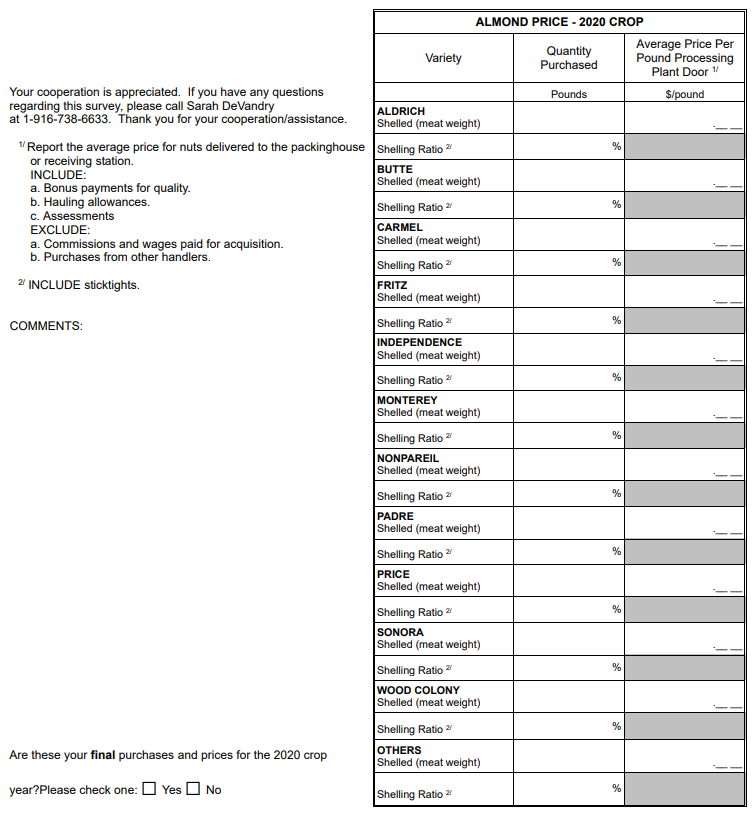 Your cooperation is appreciated.  If you have any questions
regarding this survey, please call Sarah DeVandry
at 1-916-738-6633.  Thank you for your cooperation/assistance.
1/ Report the average price for nuts delivered to the packinghouse
or receiving station.
INCLUDE:
a. Bonus payments for quality.
b. Hauling allowances.
c. Assessments
EXCLUDE:
a. Commissions and wages paid for acquisition.
b. Purchases from other handlers.
2/ INCLUDE sticktights.
COMMENTS:
Are these your final purchases and prices for the 2020 crop
year?Please check one: ☐ Yes ☐ No
ALMOND PRICE - 2020 CROP
Variety
Quantity
Purchased
Average Price Per
Pound Processing
Plant Door 1/
Pounds
$/pound
ALDRICH
Shelled (meat weight)
.__ __
Shelling Ratio 2/
%
BUTTE
Shelled (meat weight)
.__ __
Shelling Ratio 2/
%
CARMEL
Shelled (meat weight)
.__ __
Shelling Ratio 2/
%
FRITZ
Shelled (meat weight)
.__ __
Shelling Ratio 2/
%
INDEPENDENCE
Shelled (meat weight)
.__ __
Shelling Ratio 2/
%
MONTEREY
Shelled (meat weight)
.__ __
Shelling Ratio 2/
%
NONPAREIL
Shelled (meat weight)
.__ __
Shelling Ratio 2/
%
PADRE
Shelled (meat weight)
.__ __
Shelling Ratio 2/
%
PRICE
Shelled (meat weight)
.__ __
Shelling Ratio 2/
%
SONORA
Shelled (meat weight)
.__ __
Shelling Ratio 2/
%
WOOD COLONY
Shelled (meat weight)
.__ __
Shelling Ratio 2/
%
OTHERS
Shelled (meat weight)
.__ __
Shelling Ratio 2/
%